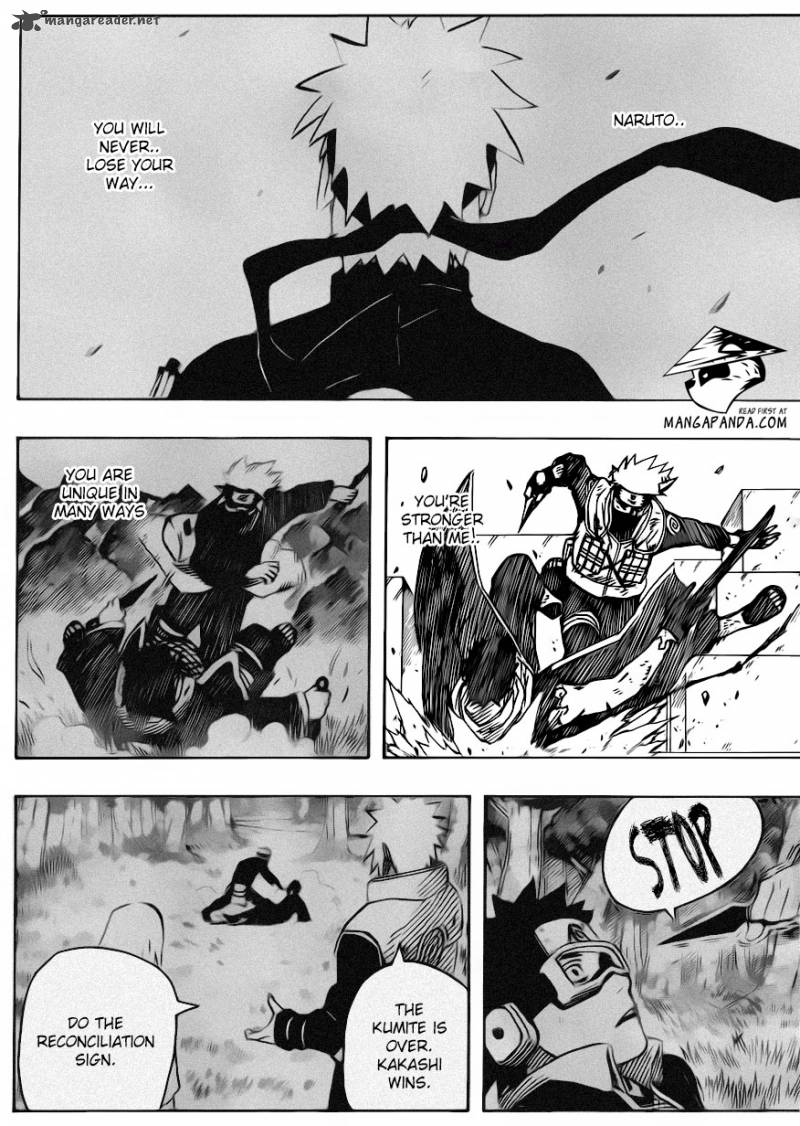 mangareader.net
NARUTO..
YOU WILL
NEVER..
LOSE YOUR
WAY...
READ FIRST AT
MANGAPANDA.COM
YOU'RE
STRONGER
THAN ME!.
YOU ARE
UNIQUE IN
MANY WAYS
STOP
THE
KUMITE IS
OVER.
KAKASHI
WINS.
DO THE
RECONCILIATION
SIGN.